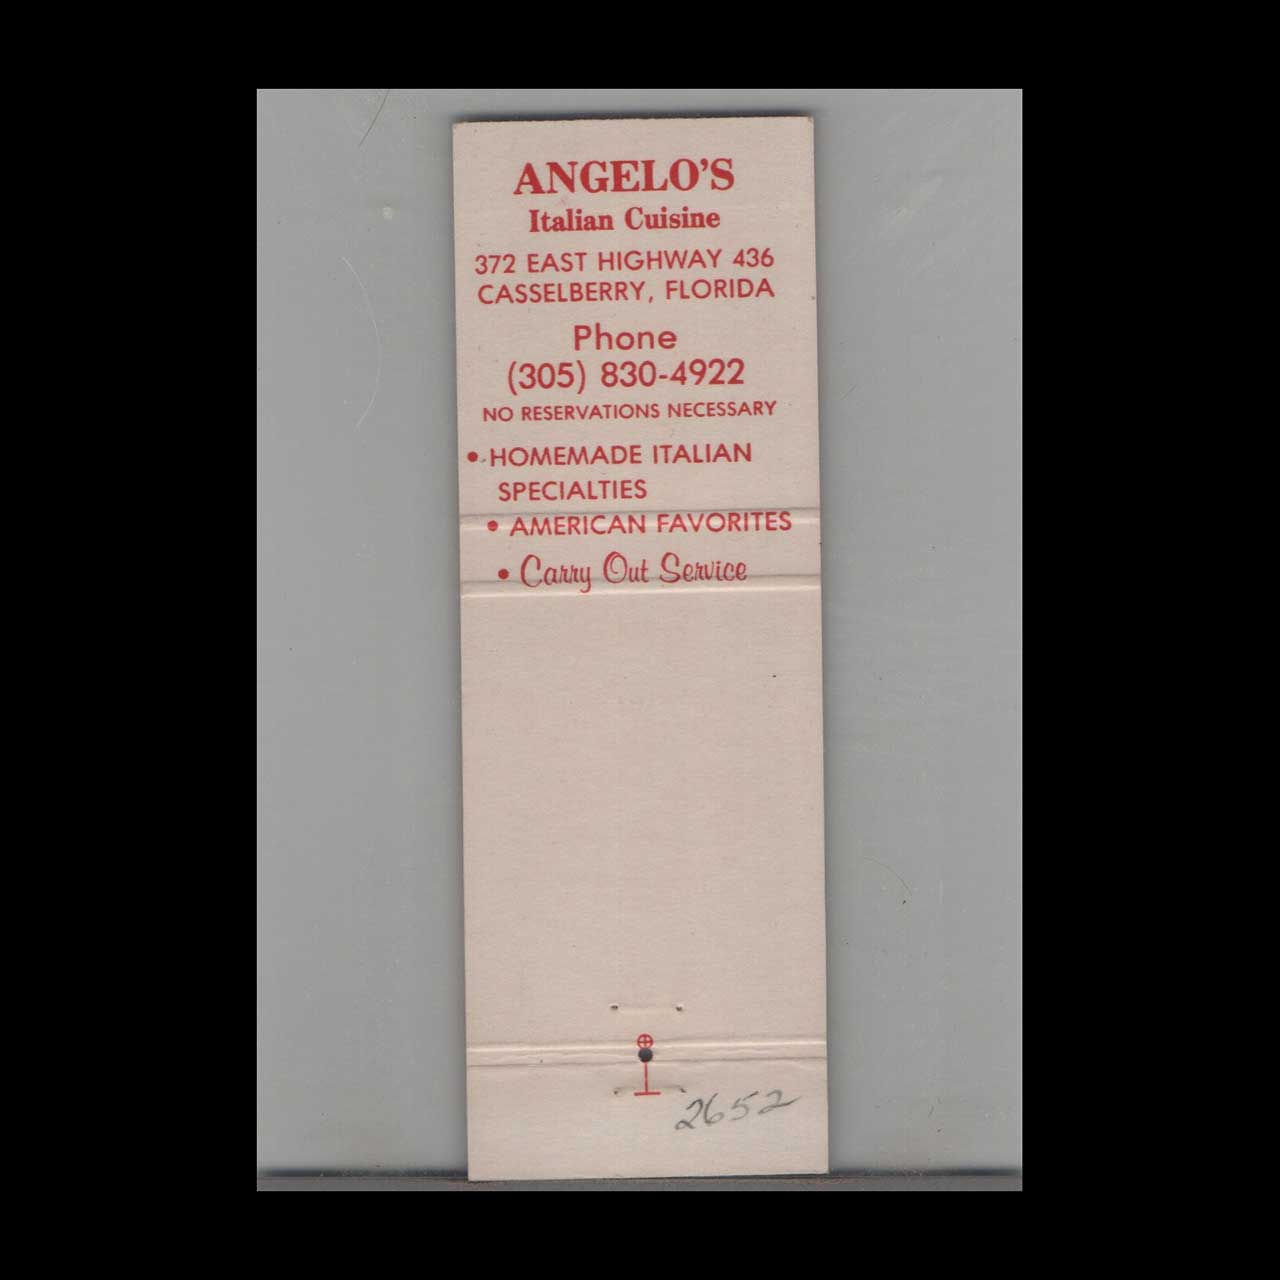 ANGELO'S
Italian Cuisine
372 EAST HIGHWAY 436
CASSELBERRY, FLORIDA
Phone
(305) 830-4922
NO RESERVATIONS NECESSARY
• HOMEMADE ITALIAN
SPECIALTIES
• AMERICAN FAVORITES
• Carry Out Service
2652